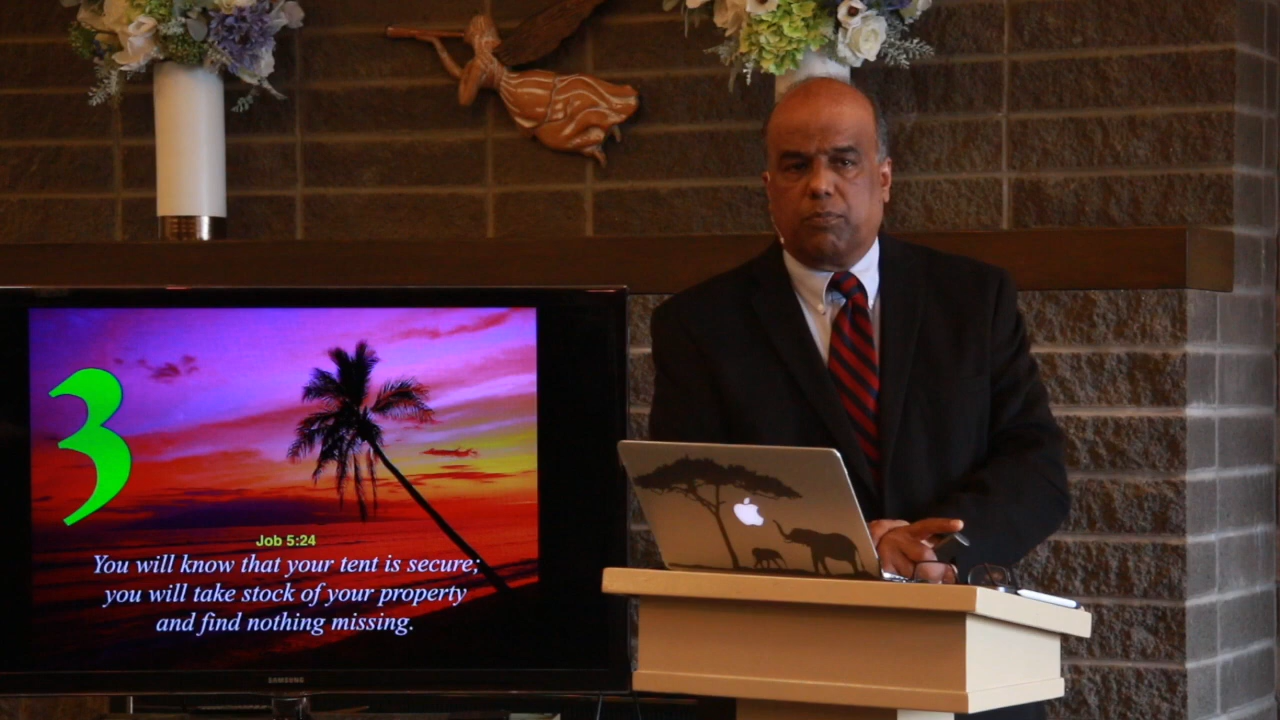 3
Job 5:24
You will know that your tent is secure;
you will take stock of your property
and find nothing missing.
SAMSUNG